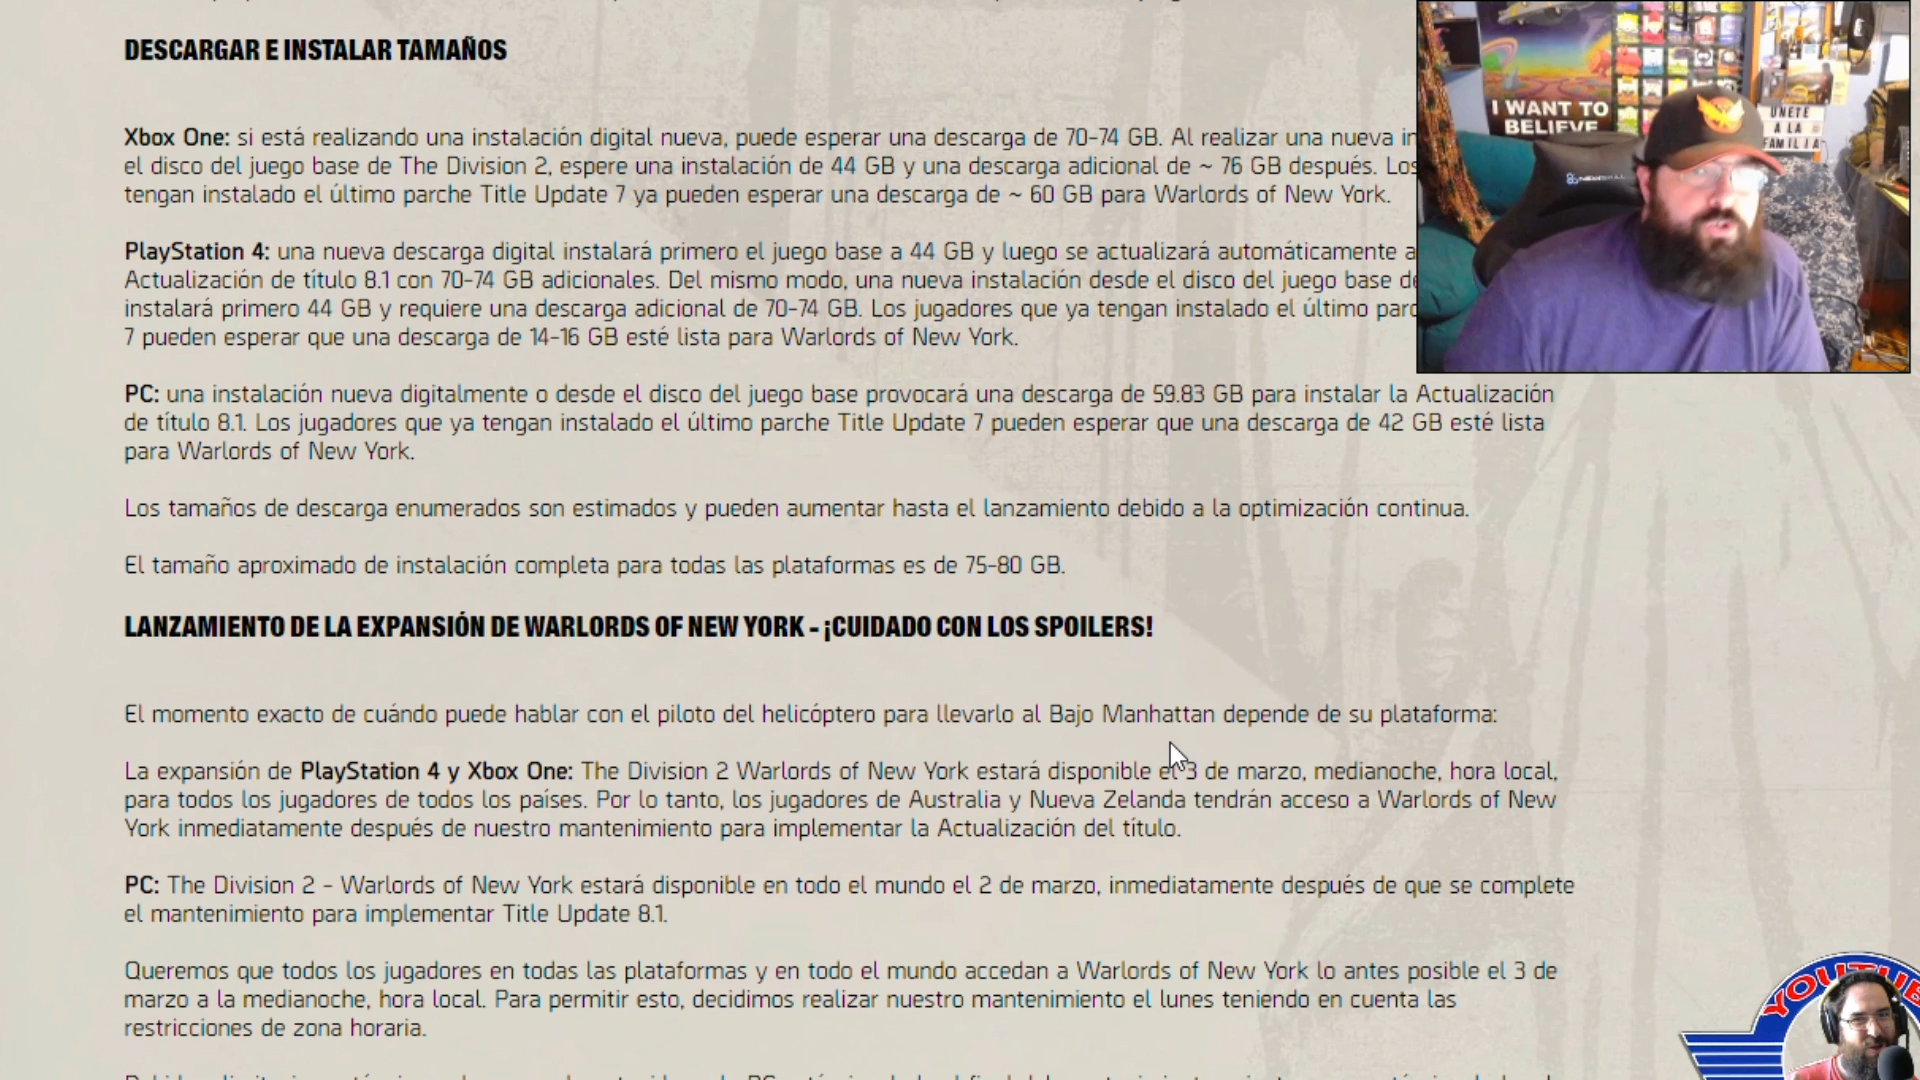 DESCARGAR E INSTALAR TAMAÑOS
Xbox One: si está realizando una instalación digital nueva, puede esperar una descarga de 70-74 GB. Al realizar una nueva
el disco del juego base de The Division 2, espere una instalación de 44 GB y una descarga adicional de ~ 76 GB después. Los
tengan instalado el último parche Title Update 7 ya pueden esperar una descarga de ~ 60 GB para Warlords of New York.
PlayStation 4: una nueva descarga digital instalará primero el juego base a 44 GB y luego se actualizará automáticamente a
Actualización de título 8.1 con 70-74 GB adicionales. Del mismo modo, una nueva instalación desde el disco del juego base
instalará primero 44 GB y requiere una descarga adicional de 70-74 GB. Los jugadores que ya tengan instalado el último
7 pueden esperar que una descarga de 14-16 GB esté lista para Warlords of New York.
PC: una instalación nueva digitalmente o desde el disco del juego base provocará una descarga de 59.83 GB para instalar la Actualización
de título 8.1. Los jugadores que ya tengan instalado el último parche Title Update 7 pueden esperar que una descarga de 42 GB esté lista
para Warlords of New York.
Los tamaños de descarga enumerados son estimados y pueden aumentar hasta el lanzamiento debido a la optimización continua.
El tamaño aproximado de instalación completa para todas las plataformas es de 75-80 GB.
LANZAMIENTO DE LA EXPANSIÓN DE WARLORDS OF NEW YORK - ¡CUIDADO CON LOS SPOILERS!
El momento exacto de cuándo puede hablar con el piloto del helicóptero para llevarlo al Bajo Manhattan depende de su plataforma:
La expansión de PlayStation 4 y Xbox One: The Division 2 Warlords of New York estará disponible el 3 de marzo, medianoche, hora local,
para todos los jugadores de todos los países. Por lo tanto, los jugadores de Australia y Nueva Zelanda tendrán acceso a Warlords of New
York inmediatamente después de nuestro mantenimiento para implementar la Actualización del título.
PC: The Division 2 - Warlords of New York estará disponible en todo el mundo el 2 de marzo, inmediatamente después de que se complete
el mantenimiento para implementar Title Update 8.1.
Queremos que todos los jugadores en todas las plataformas y en todo el mundo accedan a Warlords of New York lo antes posible el 3 de
marzo a la medianoche, hora local. Para permitir esto, decidimos realizar nuestro mantenimiento el lunes teniendo en cuenta las
restricciones de zona horaria.
I WANT TO
BELIEVE
UNETE
A LA
FAMILIA